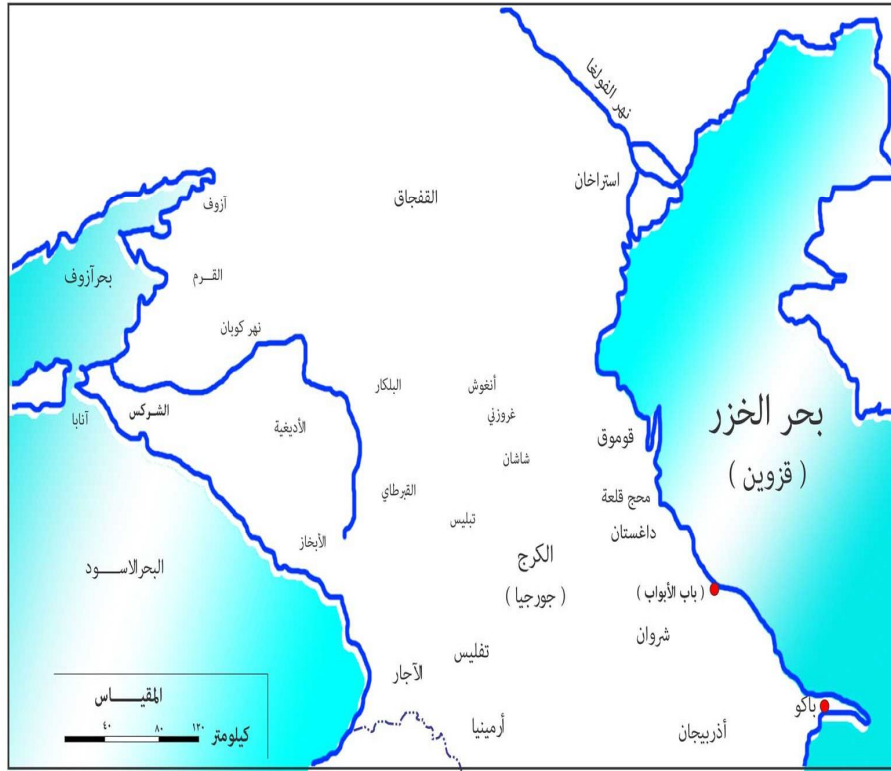 نهر الفولغا
استراخان
القفجاق
آزوف
بحرآزوف
القــرم
نهر كوبان
البلكار
أنغوش
الشركس
آنابا
الأديغية
غروزني
قوموق
بحر الخزر
( قزوين )
شاشان
القبرطاي
محج قلعة
تبليس
داغستان
الأبخاز
الكرج
( جورجيا )
البحرالاســـود
( باب الأبواب )
شروان
تفليس
الآجار
باكو
أرمينيا
أذربيجان
المقيـــاس
٤٠ ٨٠ ١٢٠
كيلومتر